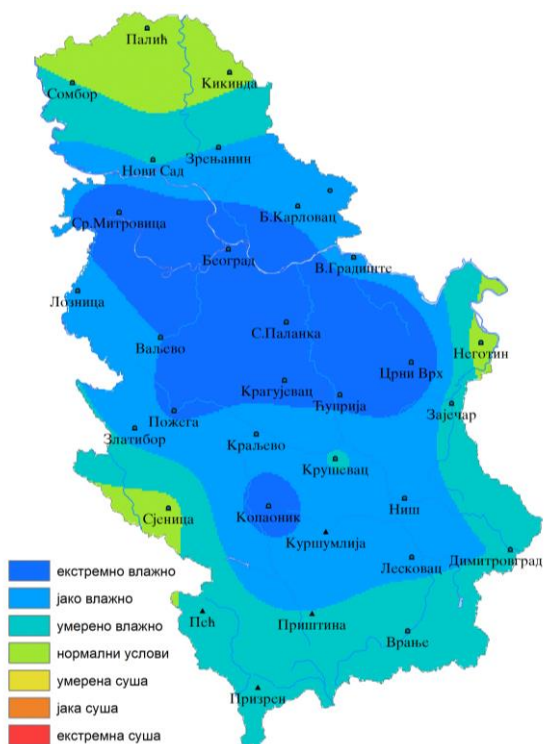 Палић
Кикинда
Сомбор
Зрењанин
Нови Сад
Б.Карловац
Ср.Митровица
Београд
В.Градиште
Лозница
С.Паланка
Ваљево
Неготин
Црни Врх
Крагујевац
Ћуприја
Зајечар
Пожега
Златибор
Краљево
Крушевац
Сјеница
Копаоник
Ниш
Куршумлија
Димитровград
Лесковац
Пећ
Приштина
Врање
Призрен
екстремно влажно
јако влажно
умерено влажно
нормални услови
умерена суша
јака суша
екстремна суша